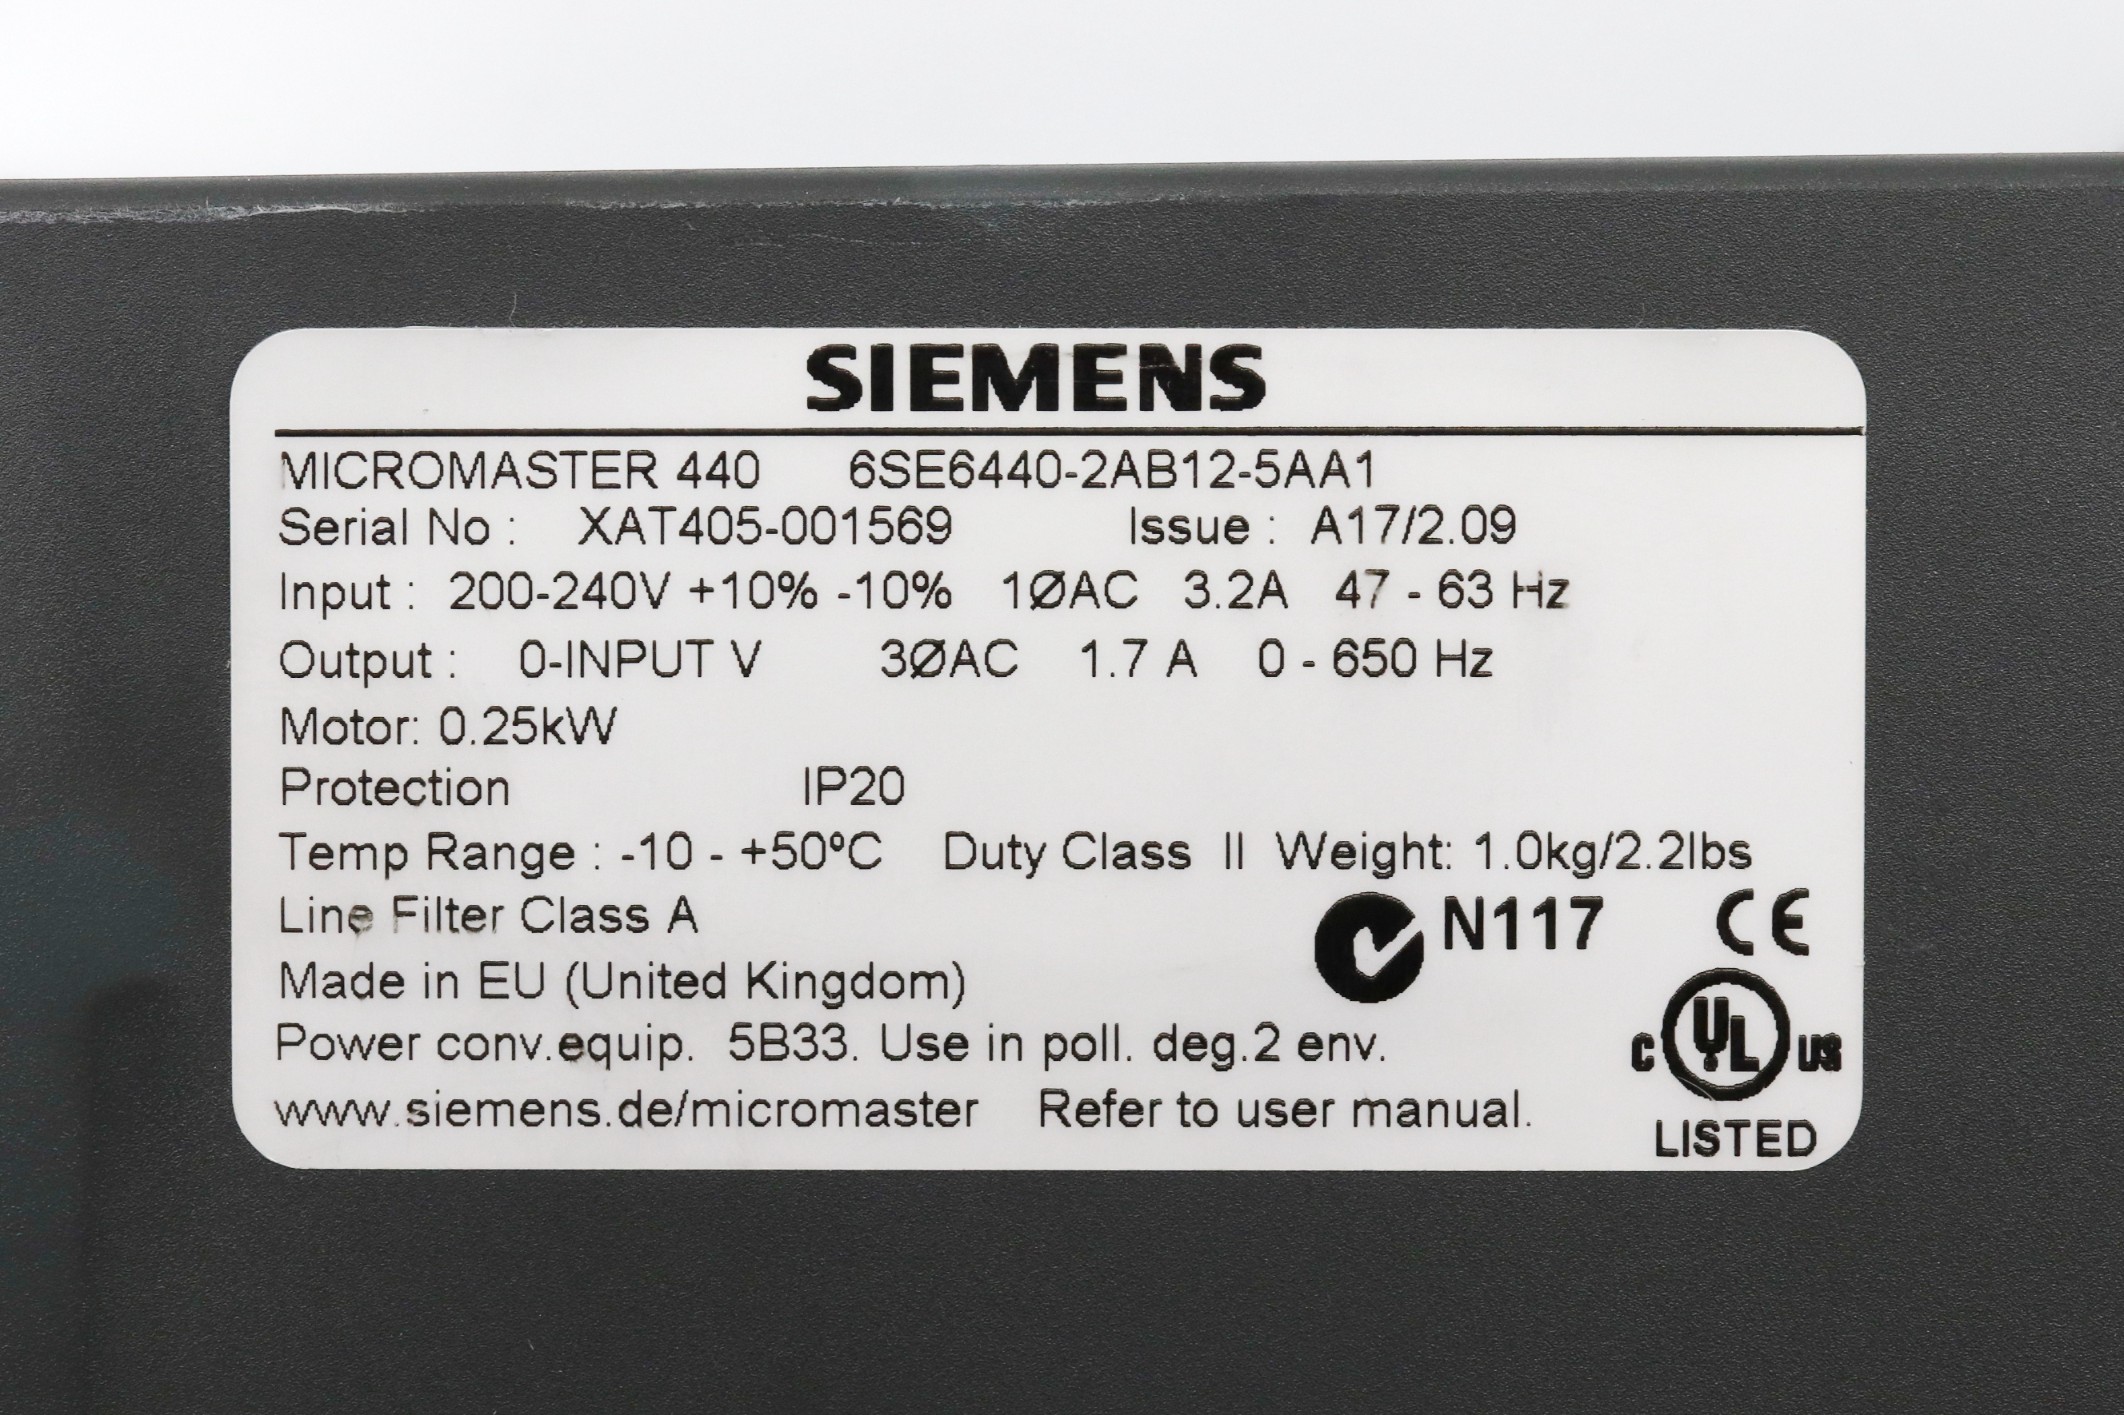 SIEMENS
MICROMASTER 440 6SE6440-2AB12-5AA1
Serial No : XAT405-001569 Issue : A17/2.09
Input : 200-240V +10% -10% 1ØAC 3.2A 47 - 63 Hz
Output : 0-INPUT V 3ØAC 1.7 A 0 - 650 Hz
Motor: 0.25kW
Protection IP20
Temp Range : -10 - +50ºC Duty Class II Weight: 1.0kg/2.2lbs
Line Filter Class A
N117 CE
Made in EU (United Kingdom)
Power conv.equip. 5B33. Use in poll. deg.2 env.
C UL US
www.siemens.de/micromaster Refer to user manual.
LISTED